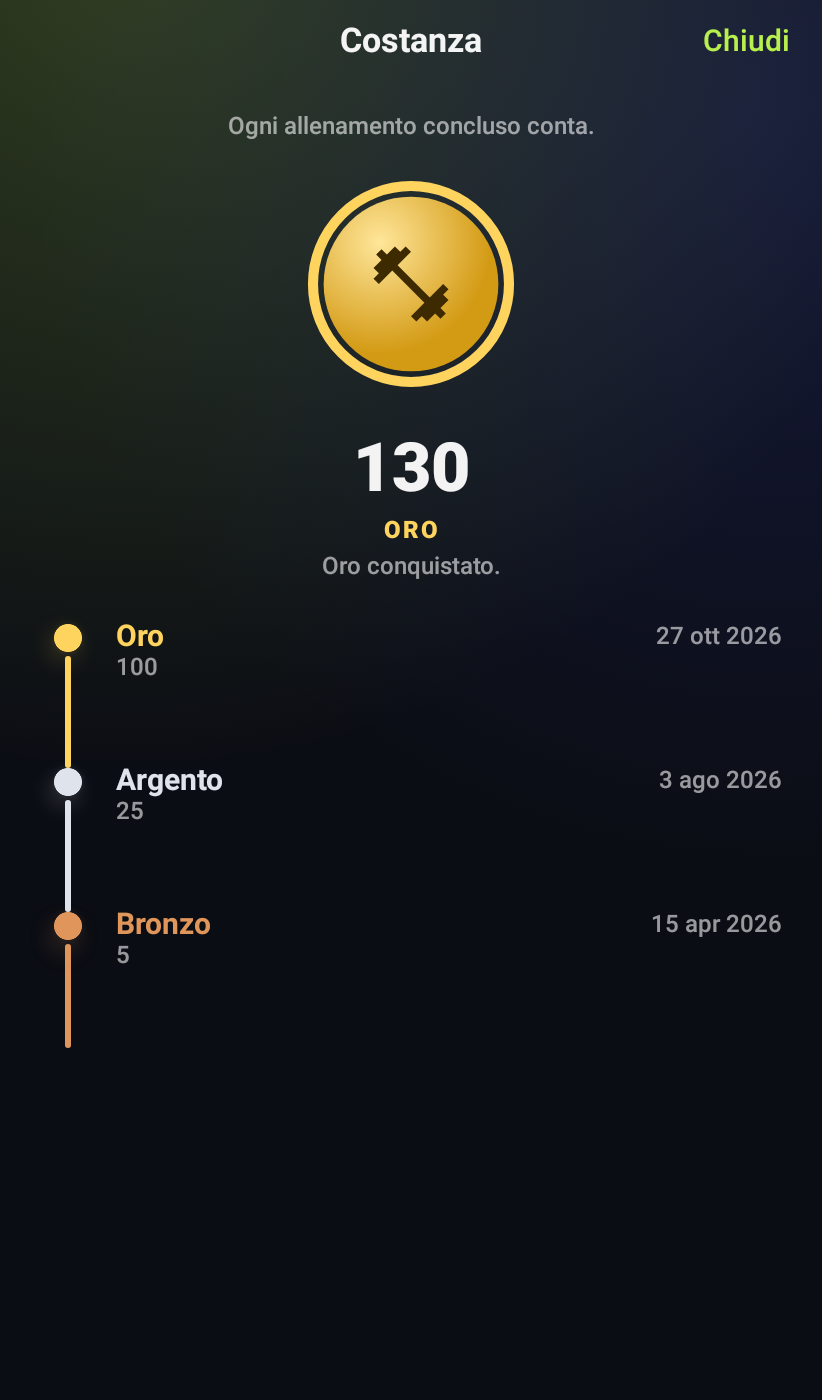 Costanza
Chiudi
Ogni allenamento concluso conta.
130
ORO
Oro conquistato.
Oro
27 ott 2026
100
Argento
3 ago 2026
25
Bronzo
15 apr 2026
5